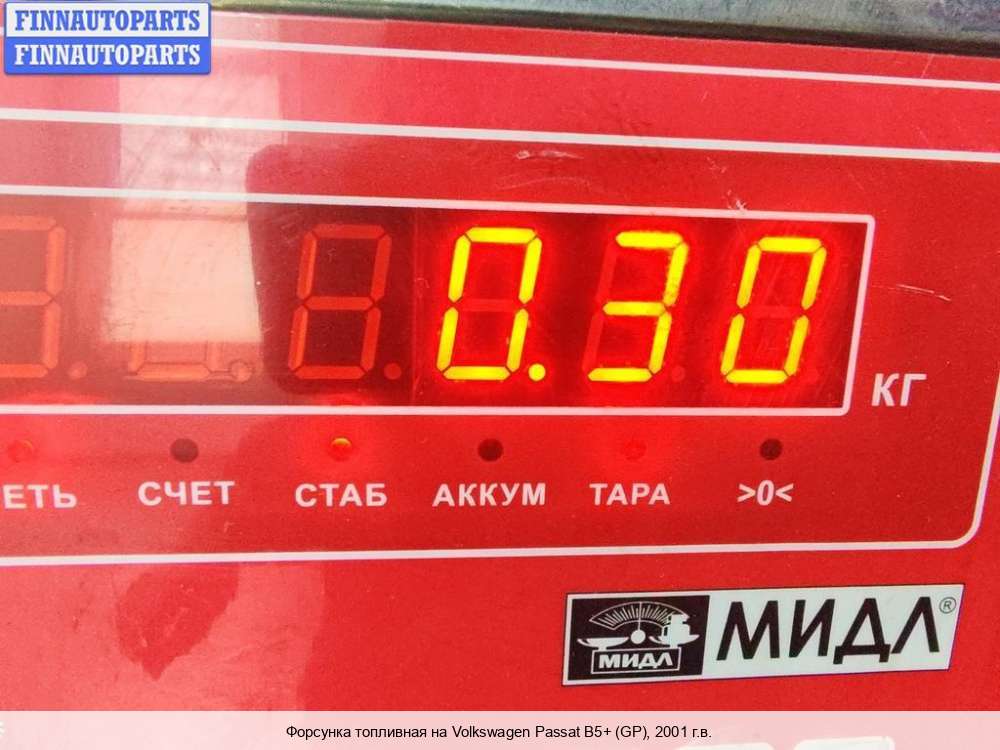 FINNAUTOPARTS
FINNAUTOPARTS
0.30
КГ
ЕТЬ СЧЕТ СТАБ АККУМ ТАРА >0<
МИДЛ МИДЛ®
Форсунка топливная на Volkswagen Passat B5+ (GP), 2001 г.в.